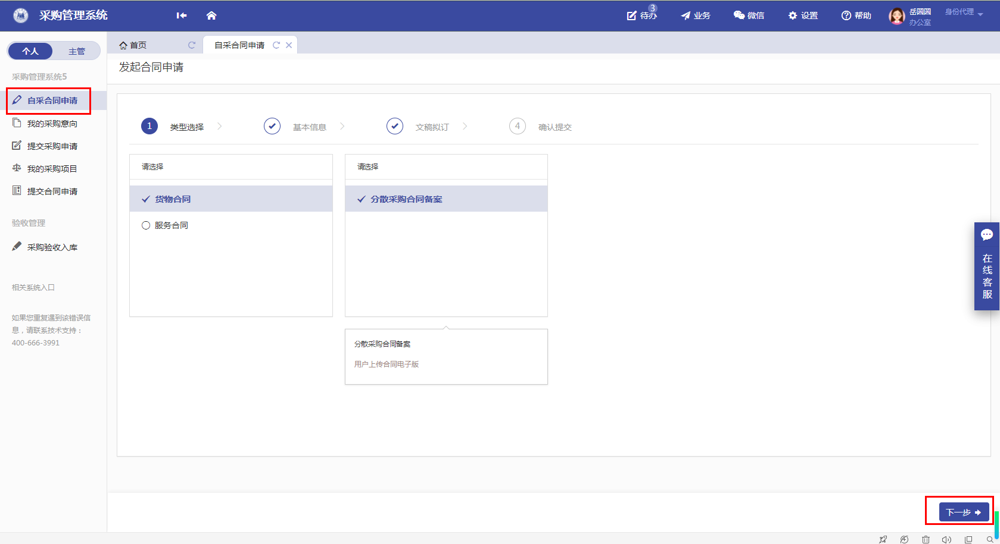 采购管理系统
待办
3
业务
微信
设置
帮助
岳圆圆
办公室
身份代理
个人
主管
首页
自采合同申请
发起合同申请
采购管理系统5
自采合同申请
我的采购意向
提交采购申请
我的采购项目
提交合同申请
验收管理
采购验收入库
相关系统入口
如果您重复遇到该错误信
息，请联系技术支持：
400-666-3991
1 类型选择
基本信息
文稿拟订
4 确认提交
请选择
货物合同
服务合同
请选择
分散采购合同备案
分散采购合同备案
用户上传合同电子版
在线客服
下一步